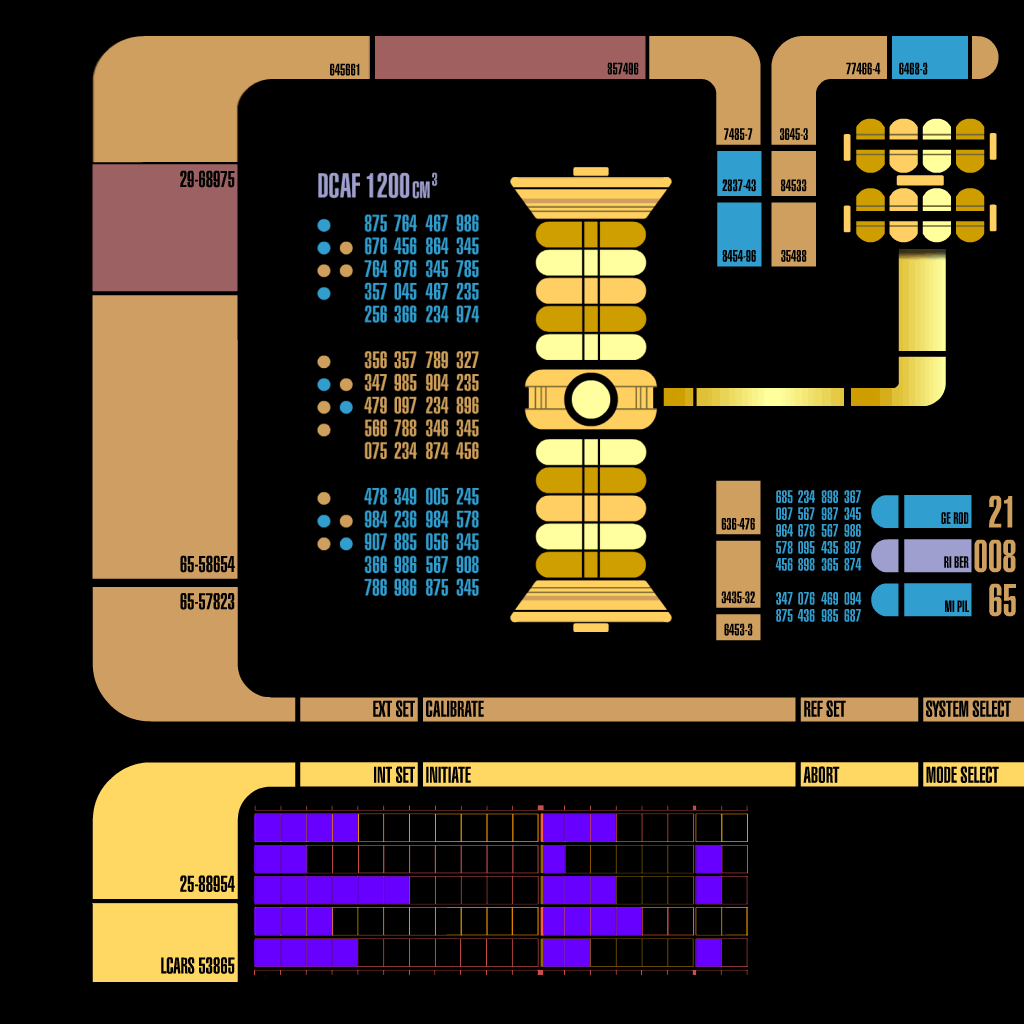 645661
857496
77466-4
6468-3
7485-7
3645-3
29-68975
2837-43
84533
8454-96
35488
DCAF 1200 CM³
875 764 467 986
676 456 864 345
764 876 345 785
357 045 467 235
256 366 234 974
356 357 789 327
347 985 904 235
479 097 234 896
566 788 346 345
075 234 874 456
478 349 005 245
984 236 984 578
907 885 056 345
366 986 567 908
786 986 875 345
65-58654
65-57823
636-476
3435-32
6453-3
685 234 898 367
097 567 987 345
964 678 567 986
578 095 435 897
456 898 365 874
347 076 469 094
875 436 985 687
GE ROD 21
RI BER 008
MI PIL 65
EXT SET CALIBRATE REF SET SYSTEM SELECT
INT SET INITIATE ABORT MODE SELECT
25-88954
LCARS 53865